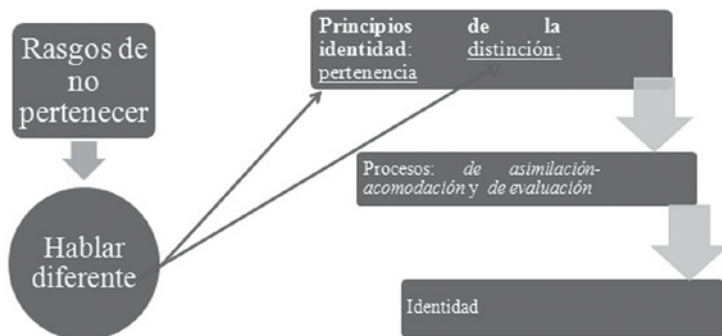 Rasgos de
no
pertenecer
Hablar
diferente
Principios de la
identidad: distinción;
pertenencia
Procesos: de asimilación-
acomodación y de evaluación
Identidad